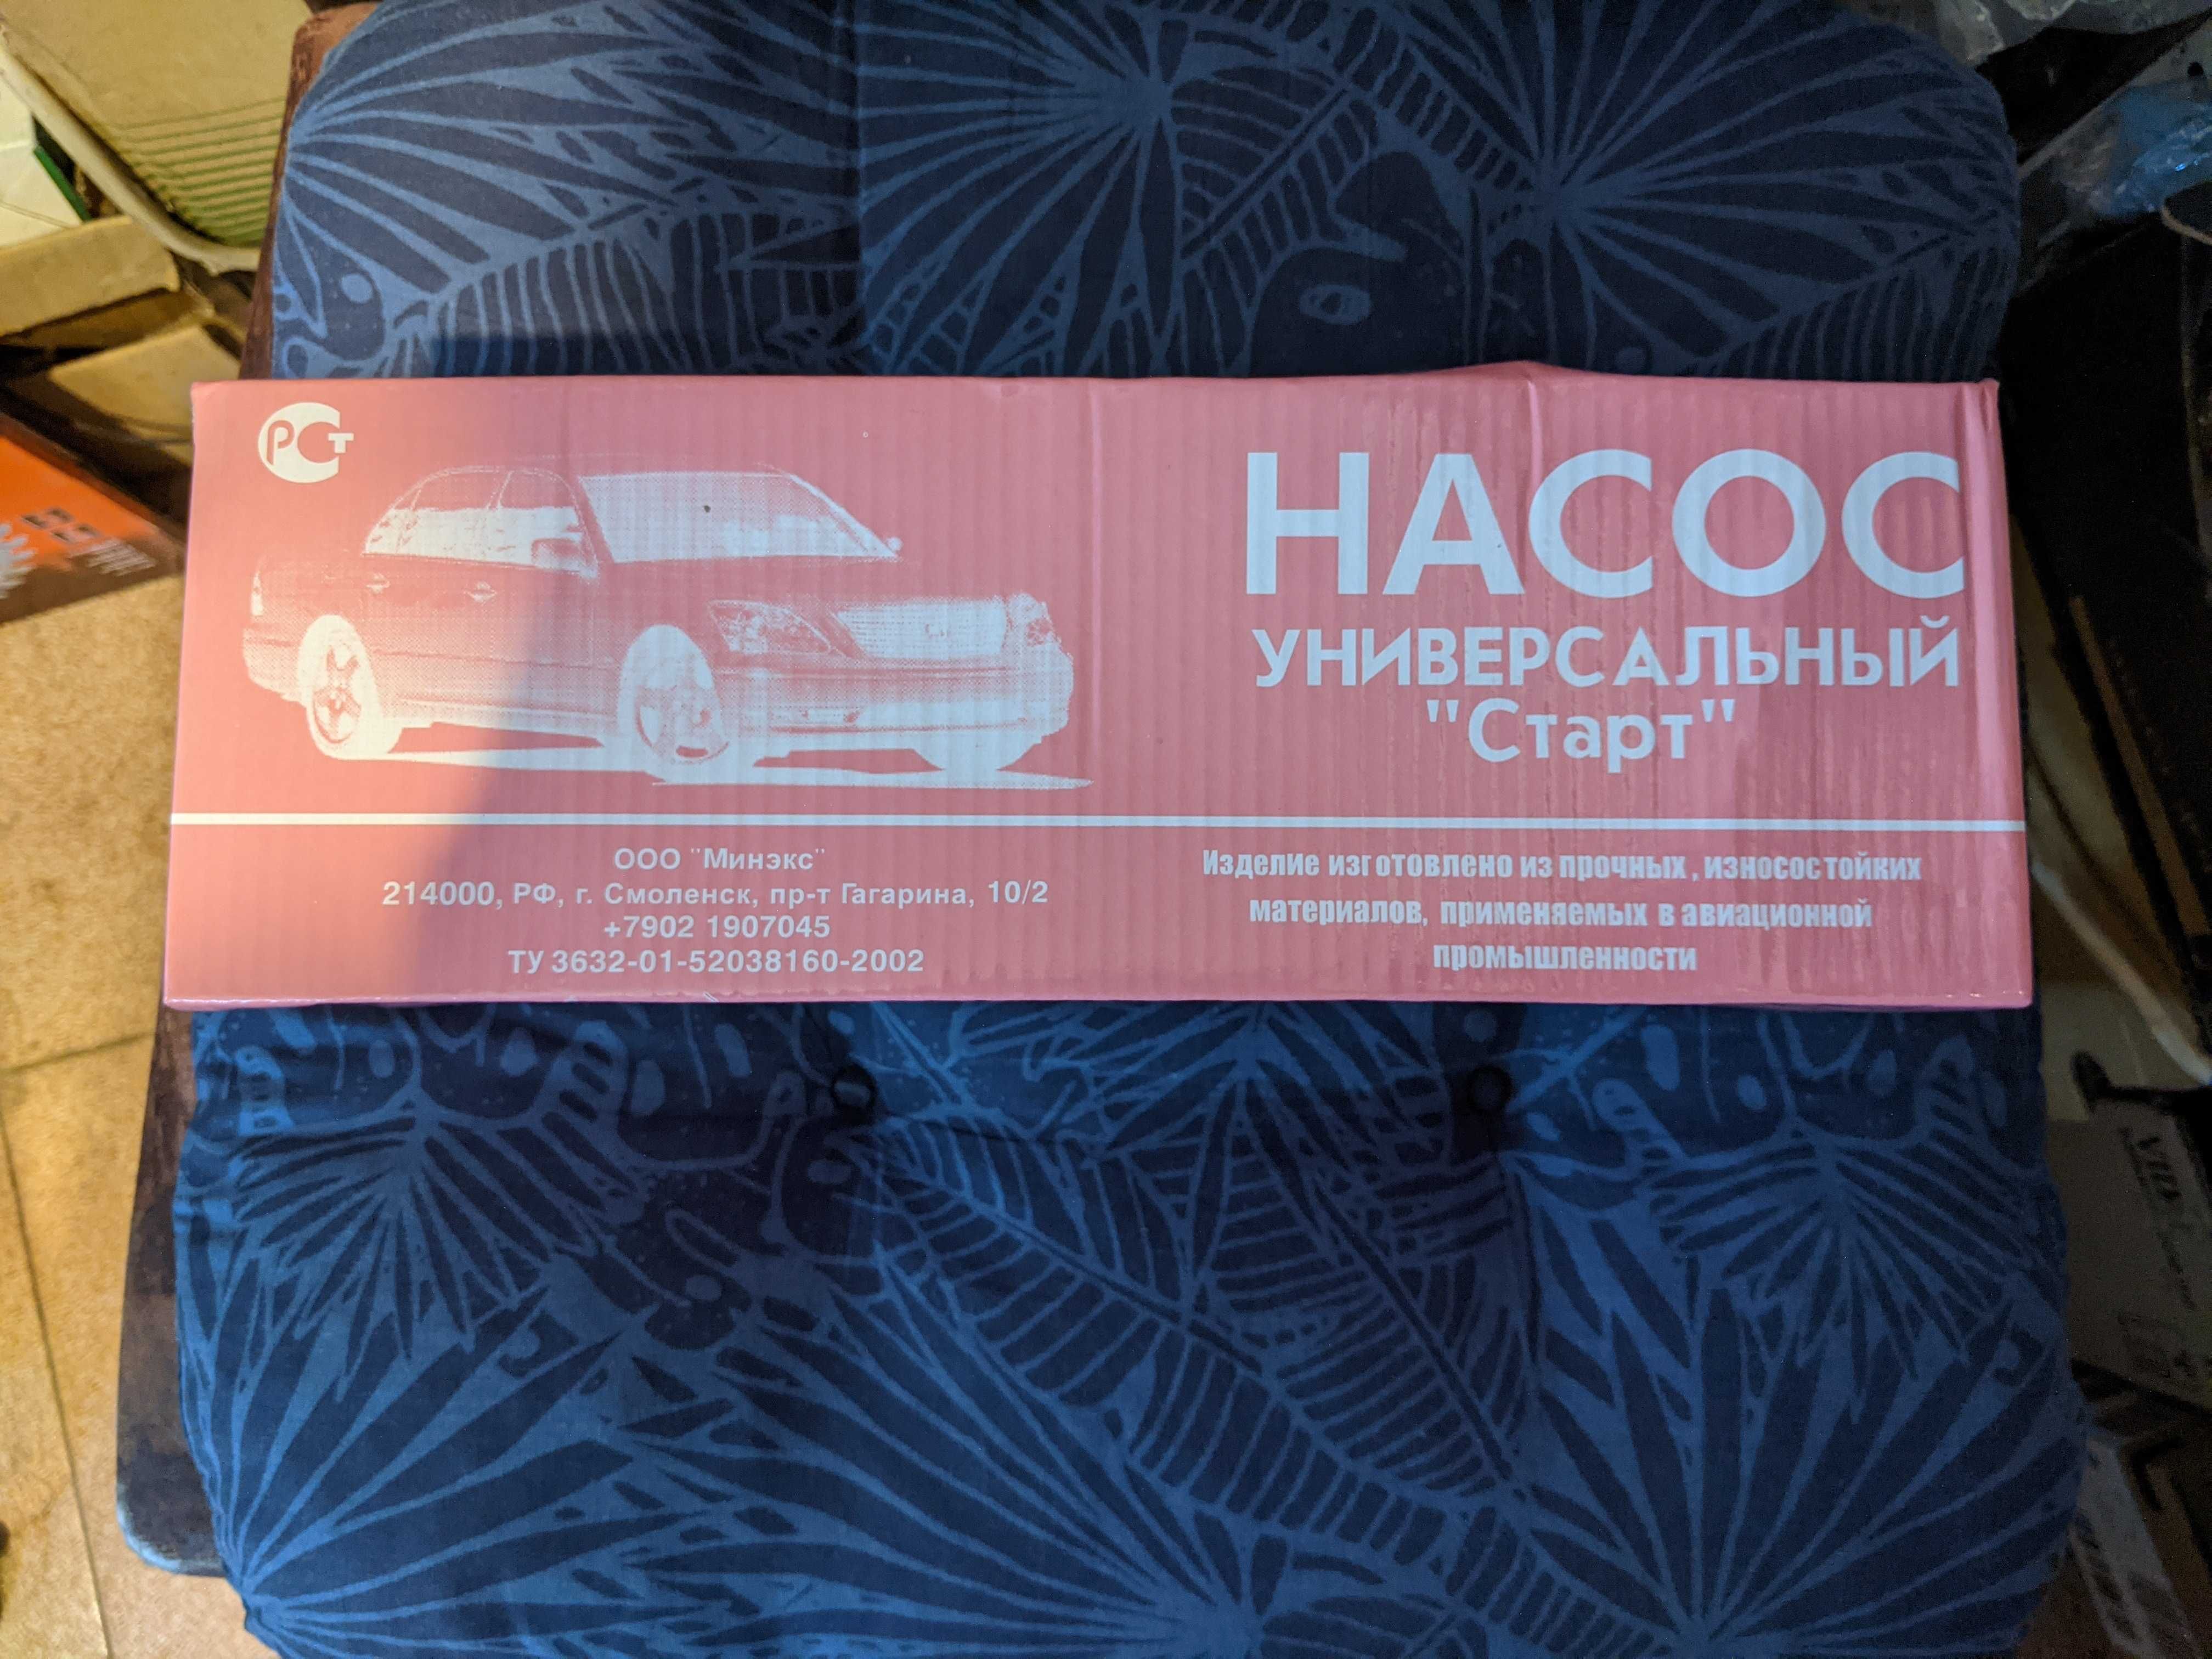 РСТ
НАСОС
УНИВЕРСАЛЬНЫЙ
"Старт"
ООО "Минэкс"
214000, РФ, г. Смоленск, пр-т Гагарина, 10/2
+7902 1907045
ТУ 3632-01-52038160-2002
Изделие изготовлено из прочных, износостойких
материалов, применяемых в авиационной
промышленности